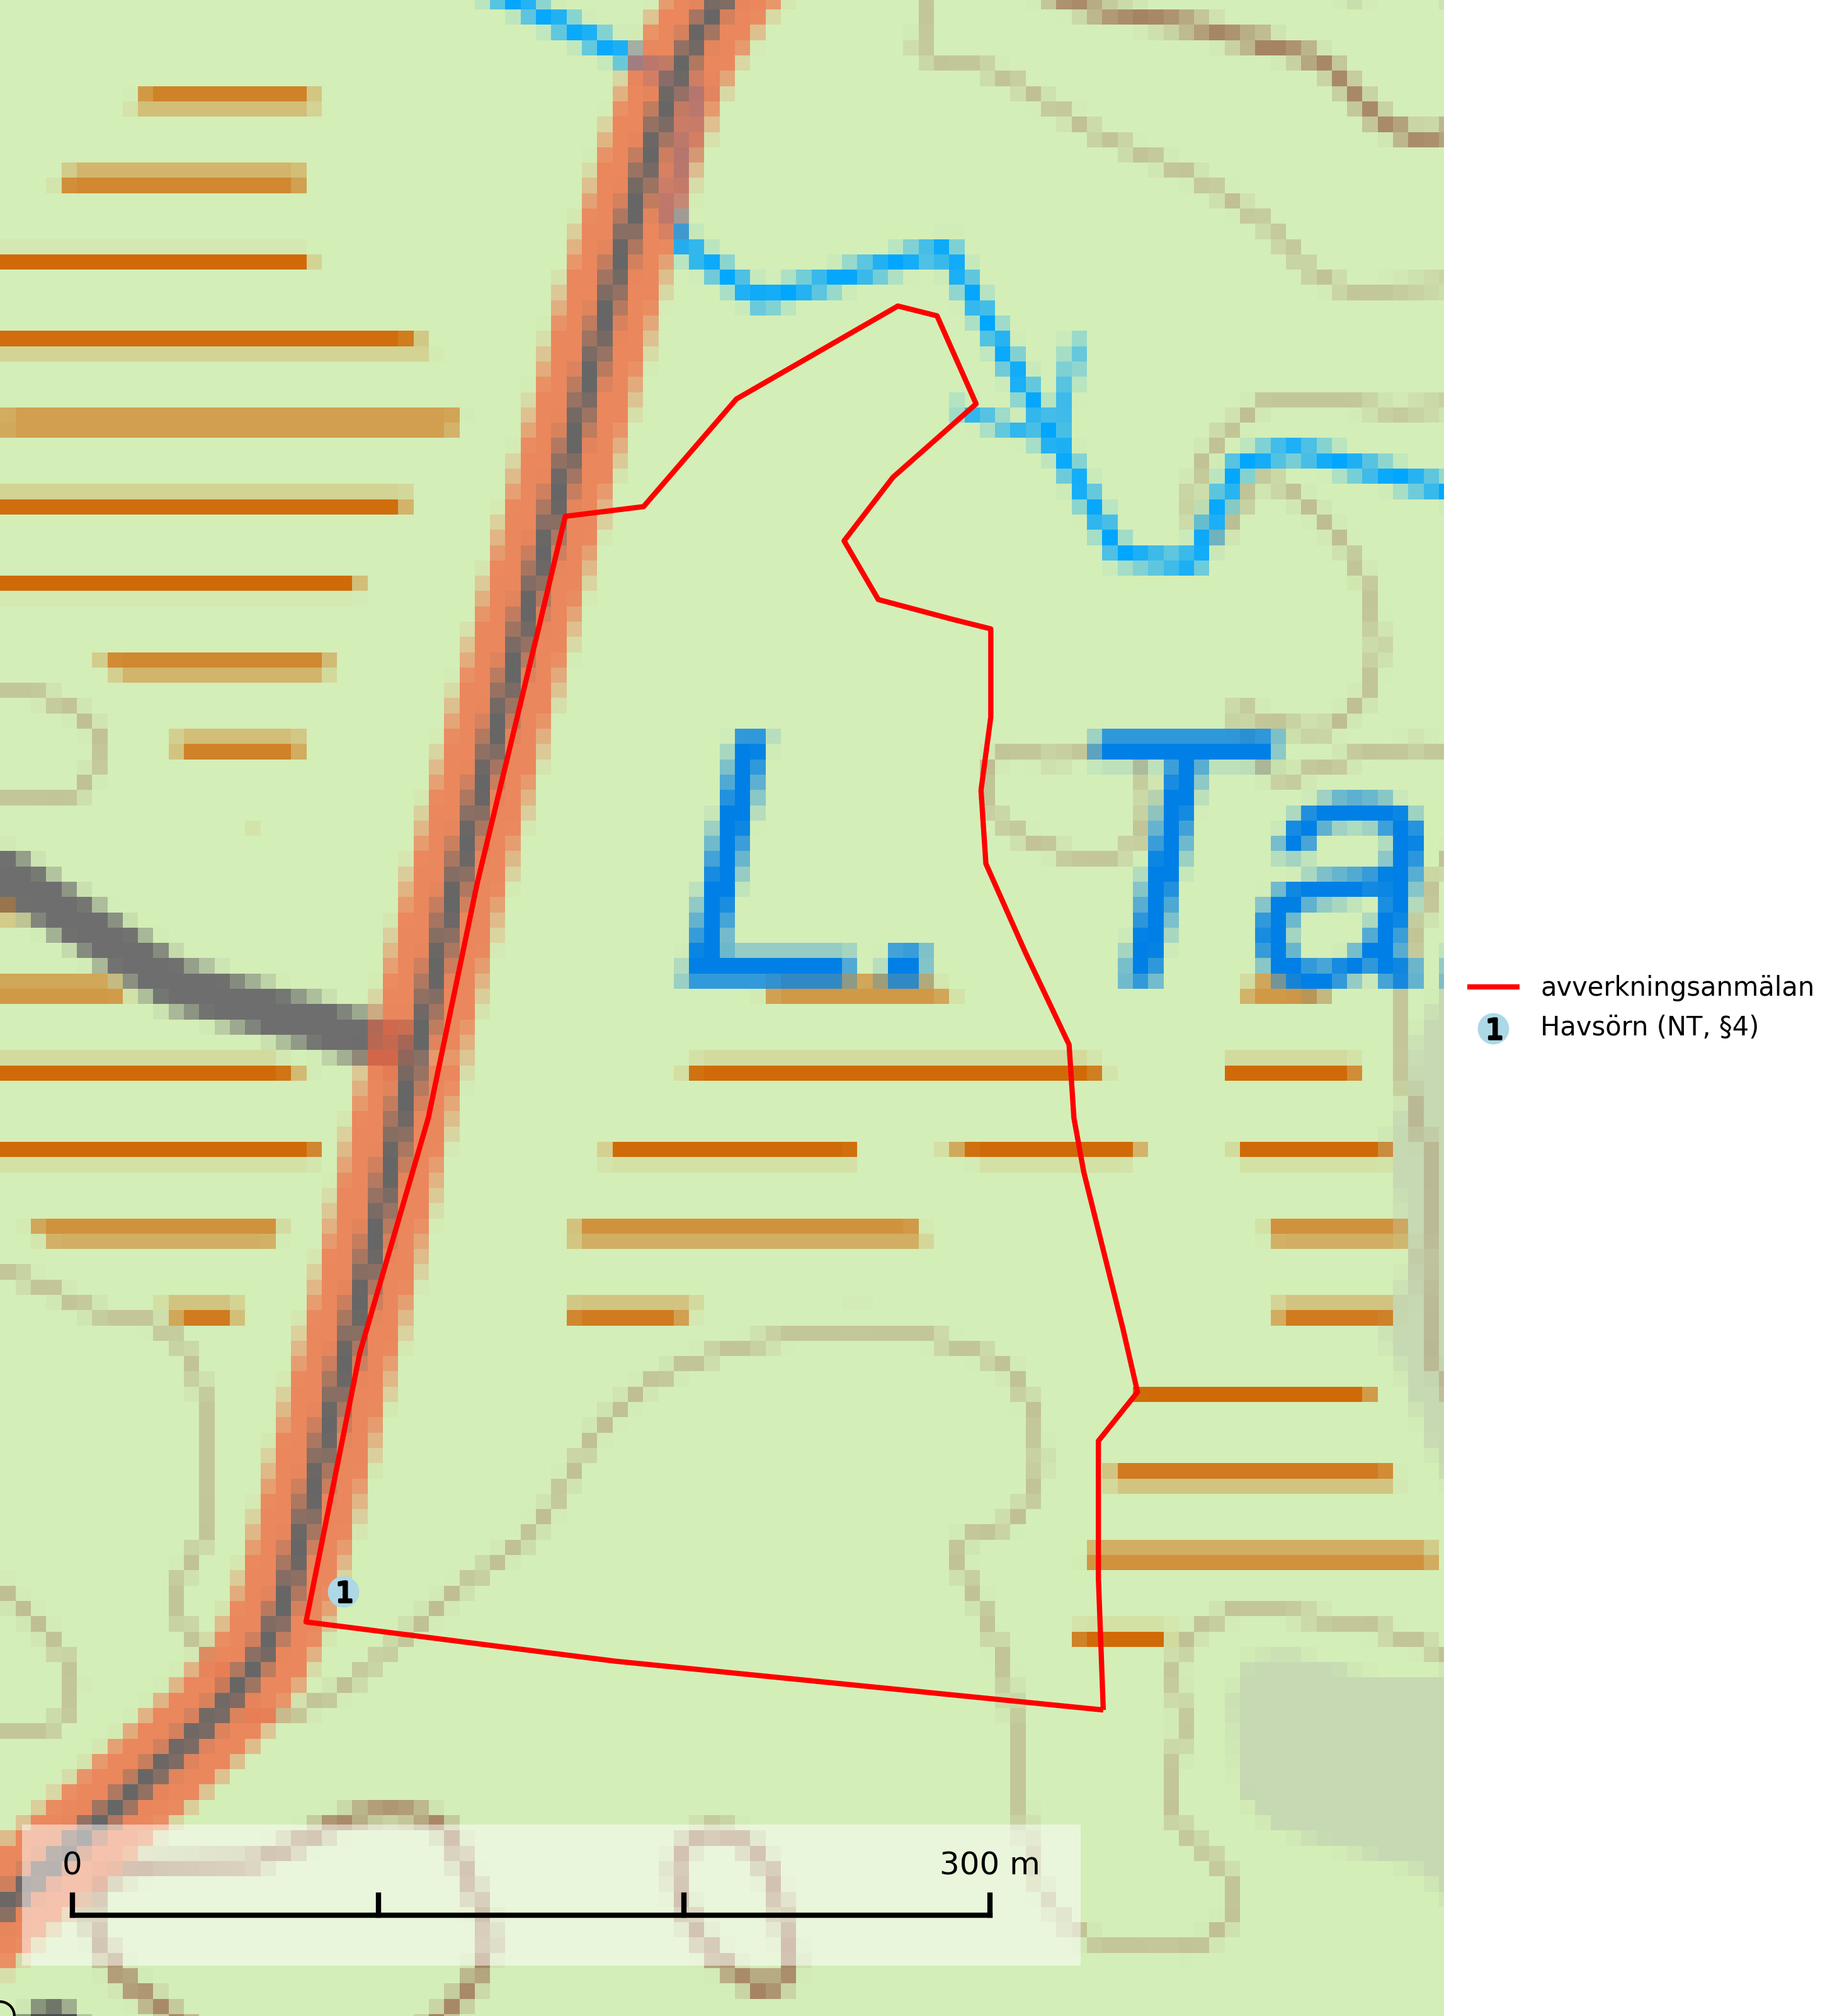 L. Ta
avverkningsanmälan
1 Havsörn (NT, §4)
1
0 300 m